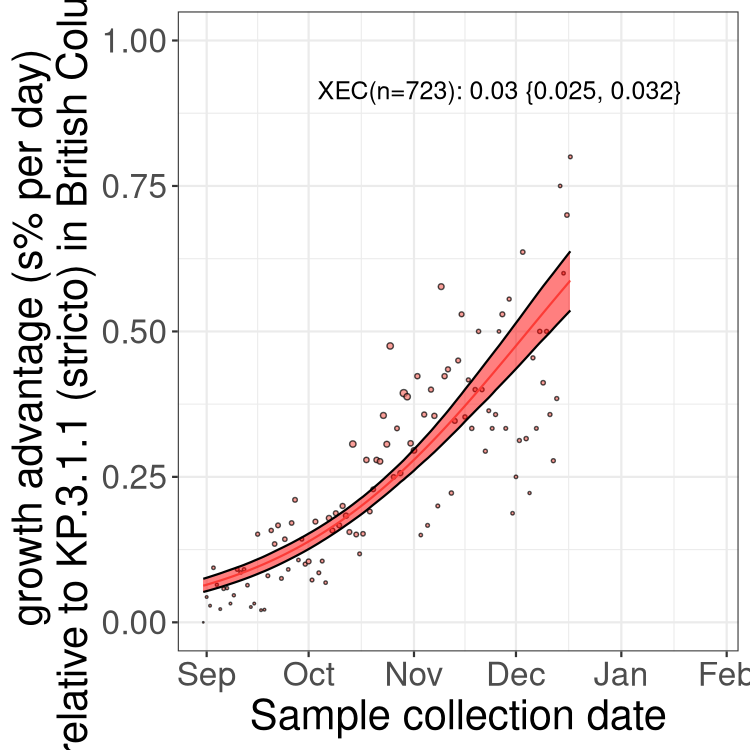 growth advantage (s% per day)
relative to KP.3.1.1 (stricto) in British Colu
1.00
0.75
0.50
0.25
0.00
XEC(n=723): 0.03 {0.025, 0.032}
Sep Oct Nov Dec Jan Feb
Sample collection date